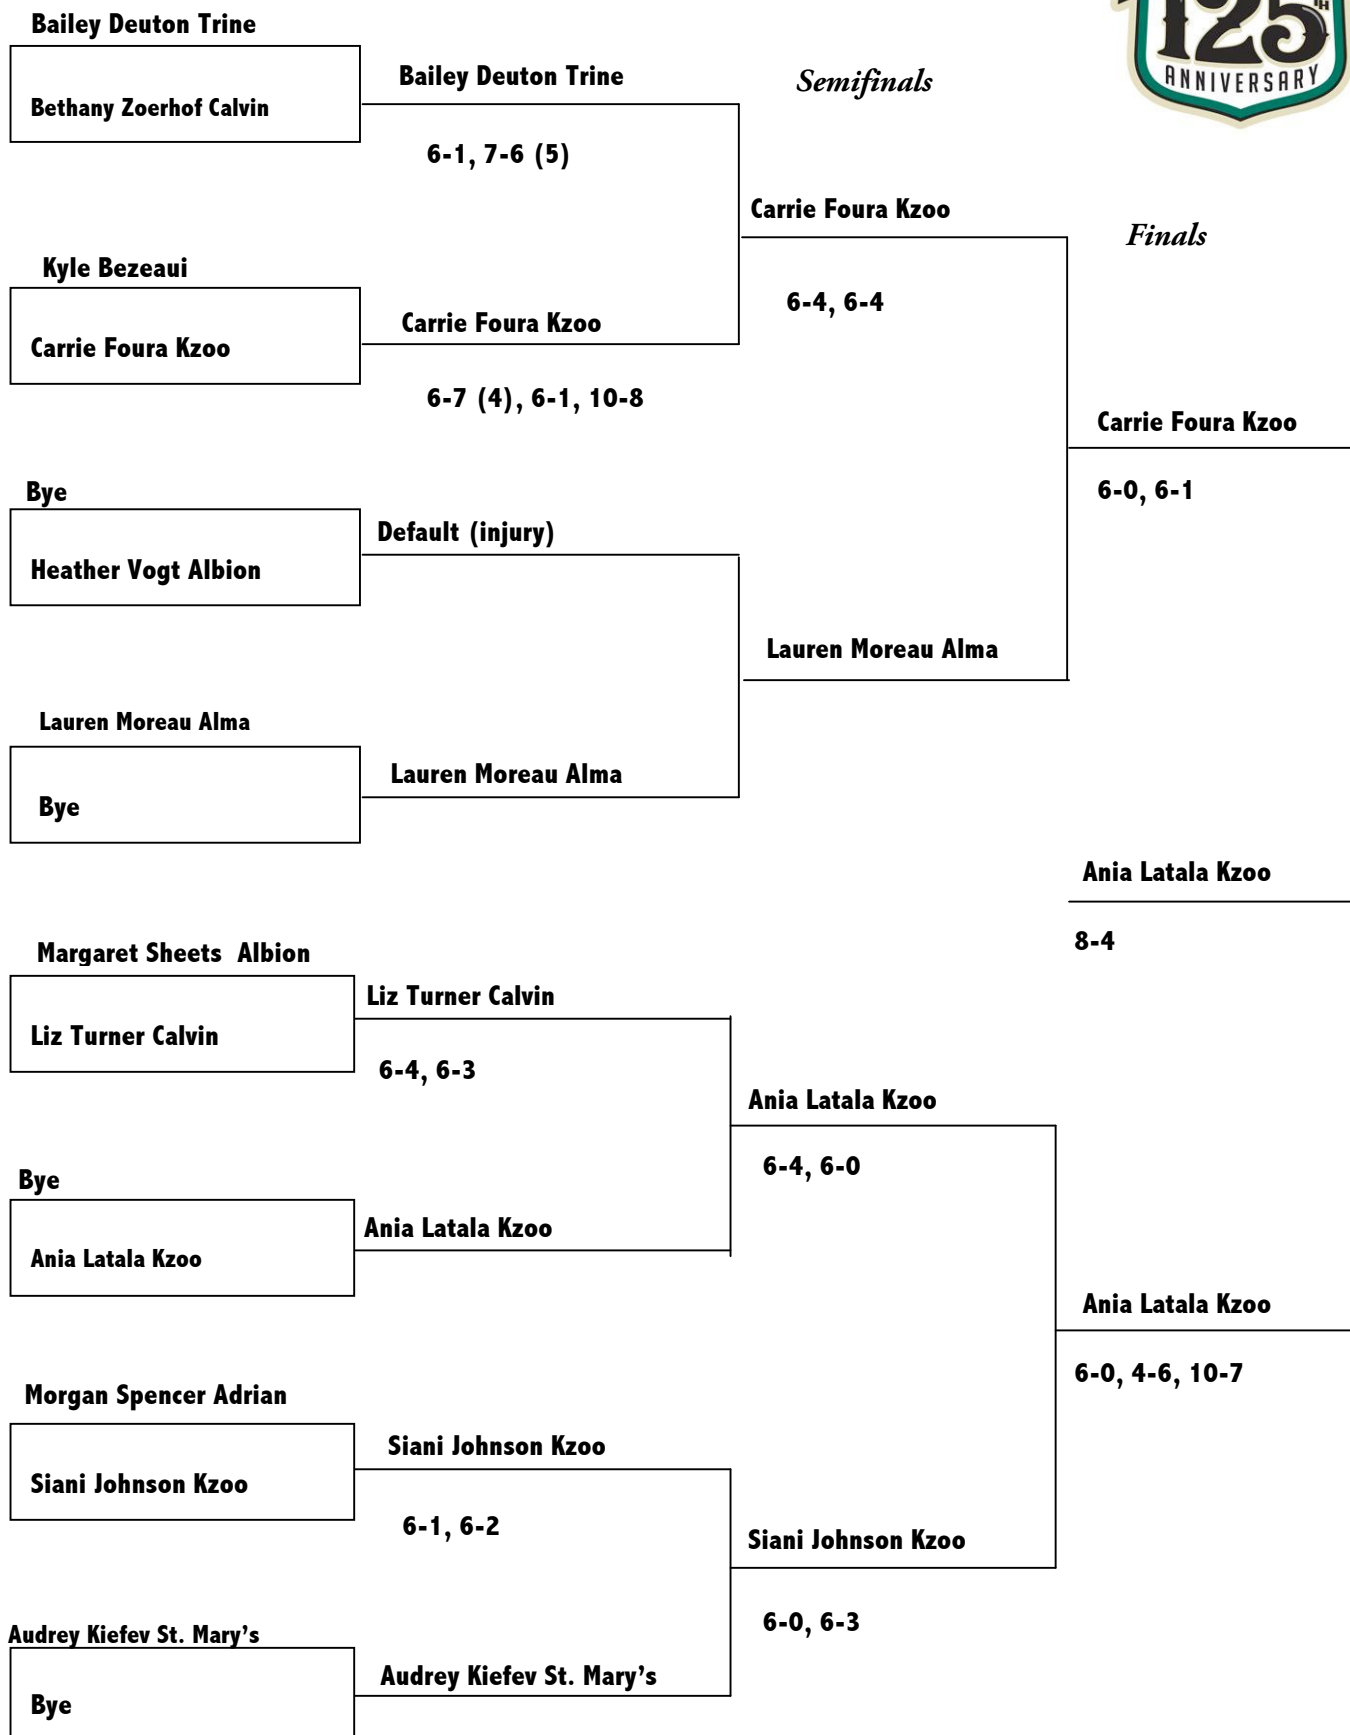 125TH
ANNIVERSARY
Bailey Deuton Trine
Bethany Zoerhof Calvin
Bailey Deuton Trine
6-1, 7-6 (5)
Semifinals
Carrie Foura Kzoo
6-4, 6-4
Finals
Kyle Bezeaui
Carrie Foura Kzoo
Carrie Foura Kzoo
6-7 (4), 6-1, 10-8
Carrie Foura Kzoo
6-0, 6-1
Bye
Heather Vogt Albion
Default (injury)
Lauren Moreau Alma
Lauren Moreau Alma
Bye
Lauren Moreau Alma
Ania Latala Kzoo
8-4
Margaret Sheets Albion
Liz Turner Calvin
Liz Turner Calvin
6-4, 6-3
Ania Latala Kzoo
6-4, 6-0
Bye
Ania Latala Kzoo
Ania Latala Kzoo
Ania Latala Kzoo
6-0, 4-6, 10-7
Morgan Spencer Adrian
Siani Johnson Kzoo
Siani Johnson Kzoo
6-1, 6-2
Siani Johnson Kzoo
6-0, 6-3
Audrey Kiefev St. Mary’s
Bye
Audrey Kiefev St. Mary’s